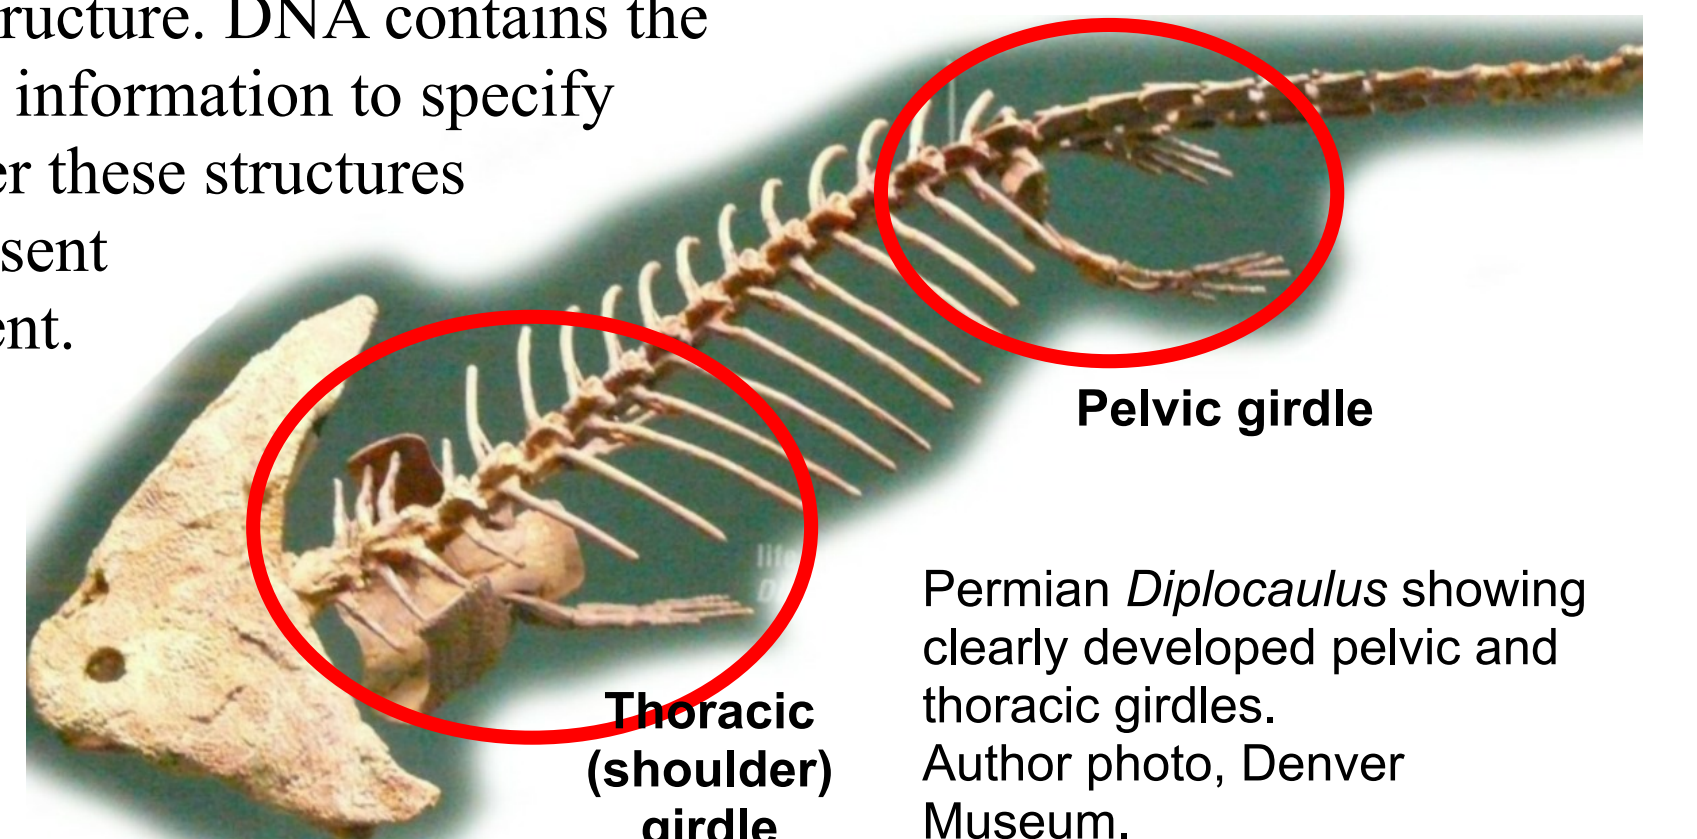 ructure. DNA contains the
information to specify
er these structures
sent
ent.
Pelvic girdle
Thoracic
(shoulder)
girdle
Permian Diplocaulus showing
clearly developed pelvic and
thoracic girdles.
Author photo, Denver
Museum.